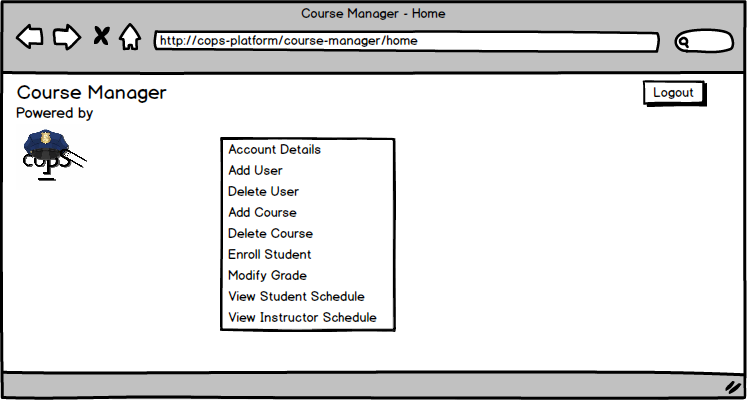 Course Manager - Home
http://cops-platform/course-manager/home
Course Manager
Logout
Powered by
cops
Account Details
Add User
Delete User
Add Course
Delete Course
Enroll Student
Modify Grade
View Student Schedule
View Instructor Schedule